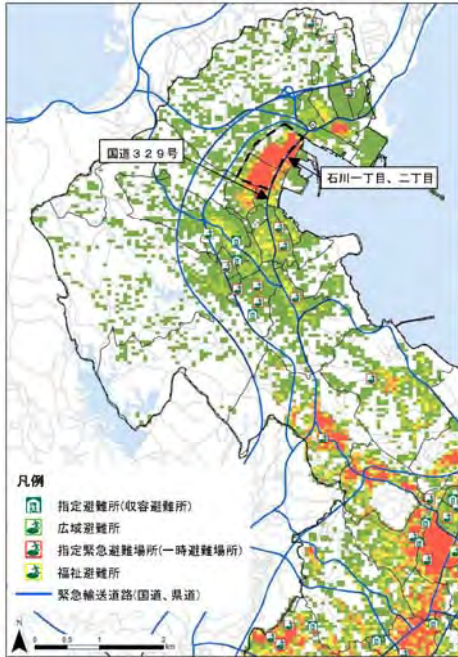 国道329号
石川一丁目、二丁目
凡例
指定避難所(収容避難所)
広域避難所
指定緊急避難場所(一時避難場所)
福祉避難所
緊急輸送道路(国道、県道)
N
0 0.5 1 2
km